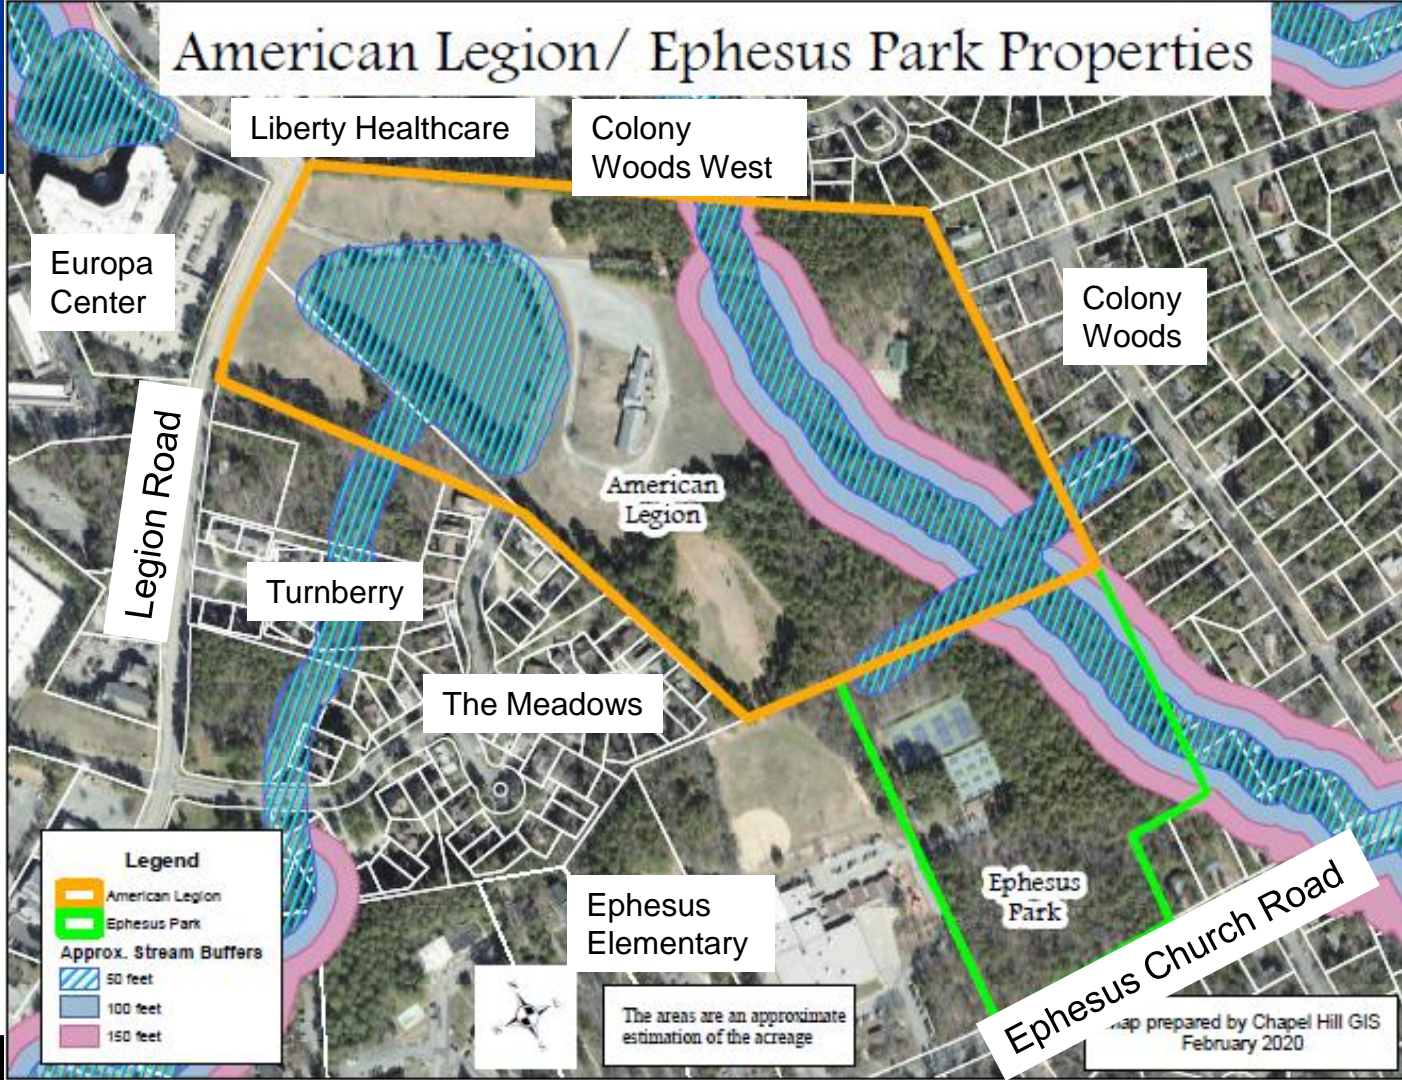 American Legion/ Ephesus Park Properties
Liberty Healthcare
Colony
Woods West
Europa
Center
Colony
Woods
Legion Road
American
Legion
Turnberry
The Meadows
Ephesus
Elementary
Ephesus
Park
Ephesus Church Road
Legend
American Legion
Ephesus Park
Approx. Stream Buffers
50 feet
100 feet
150 feet
The areas are an approximate
estimation of the acreage
prepared by Chapel Hill GIS
February 2020